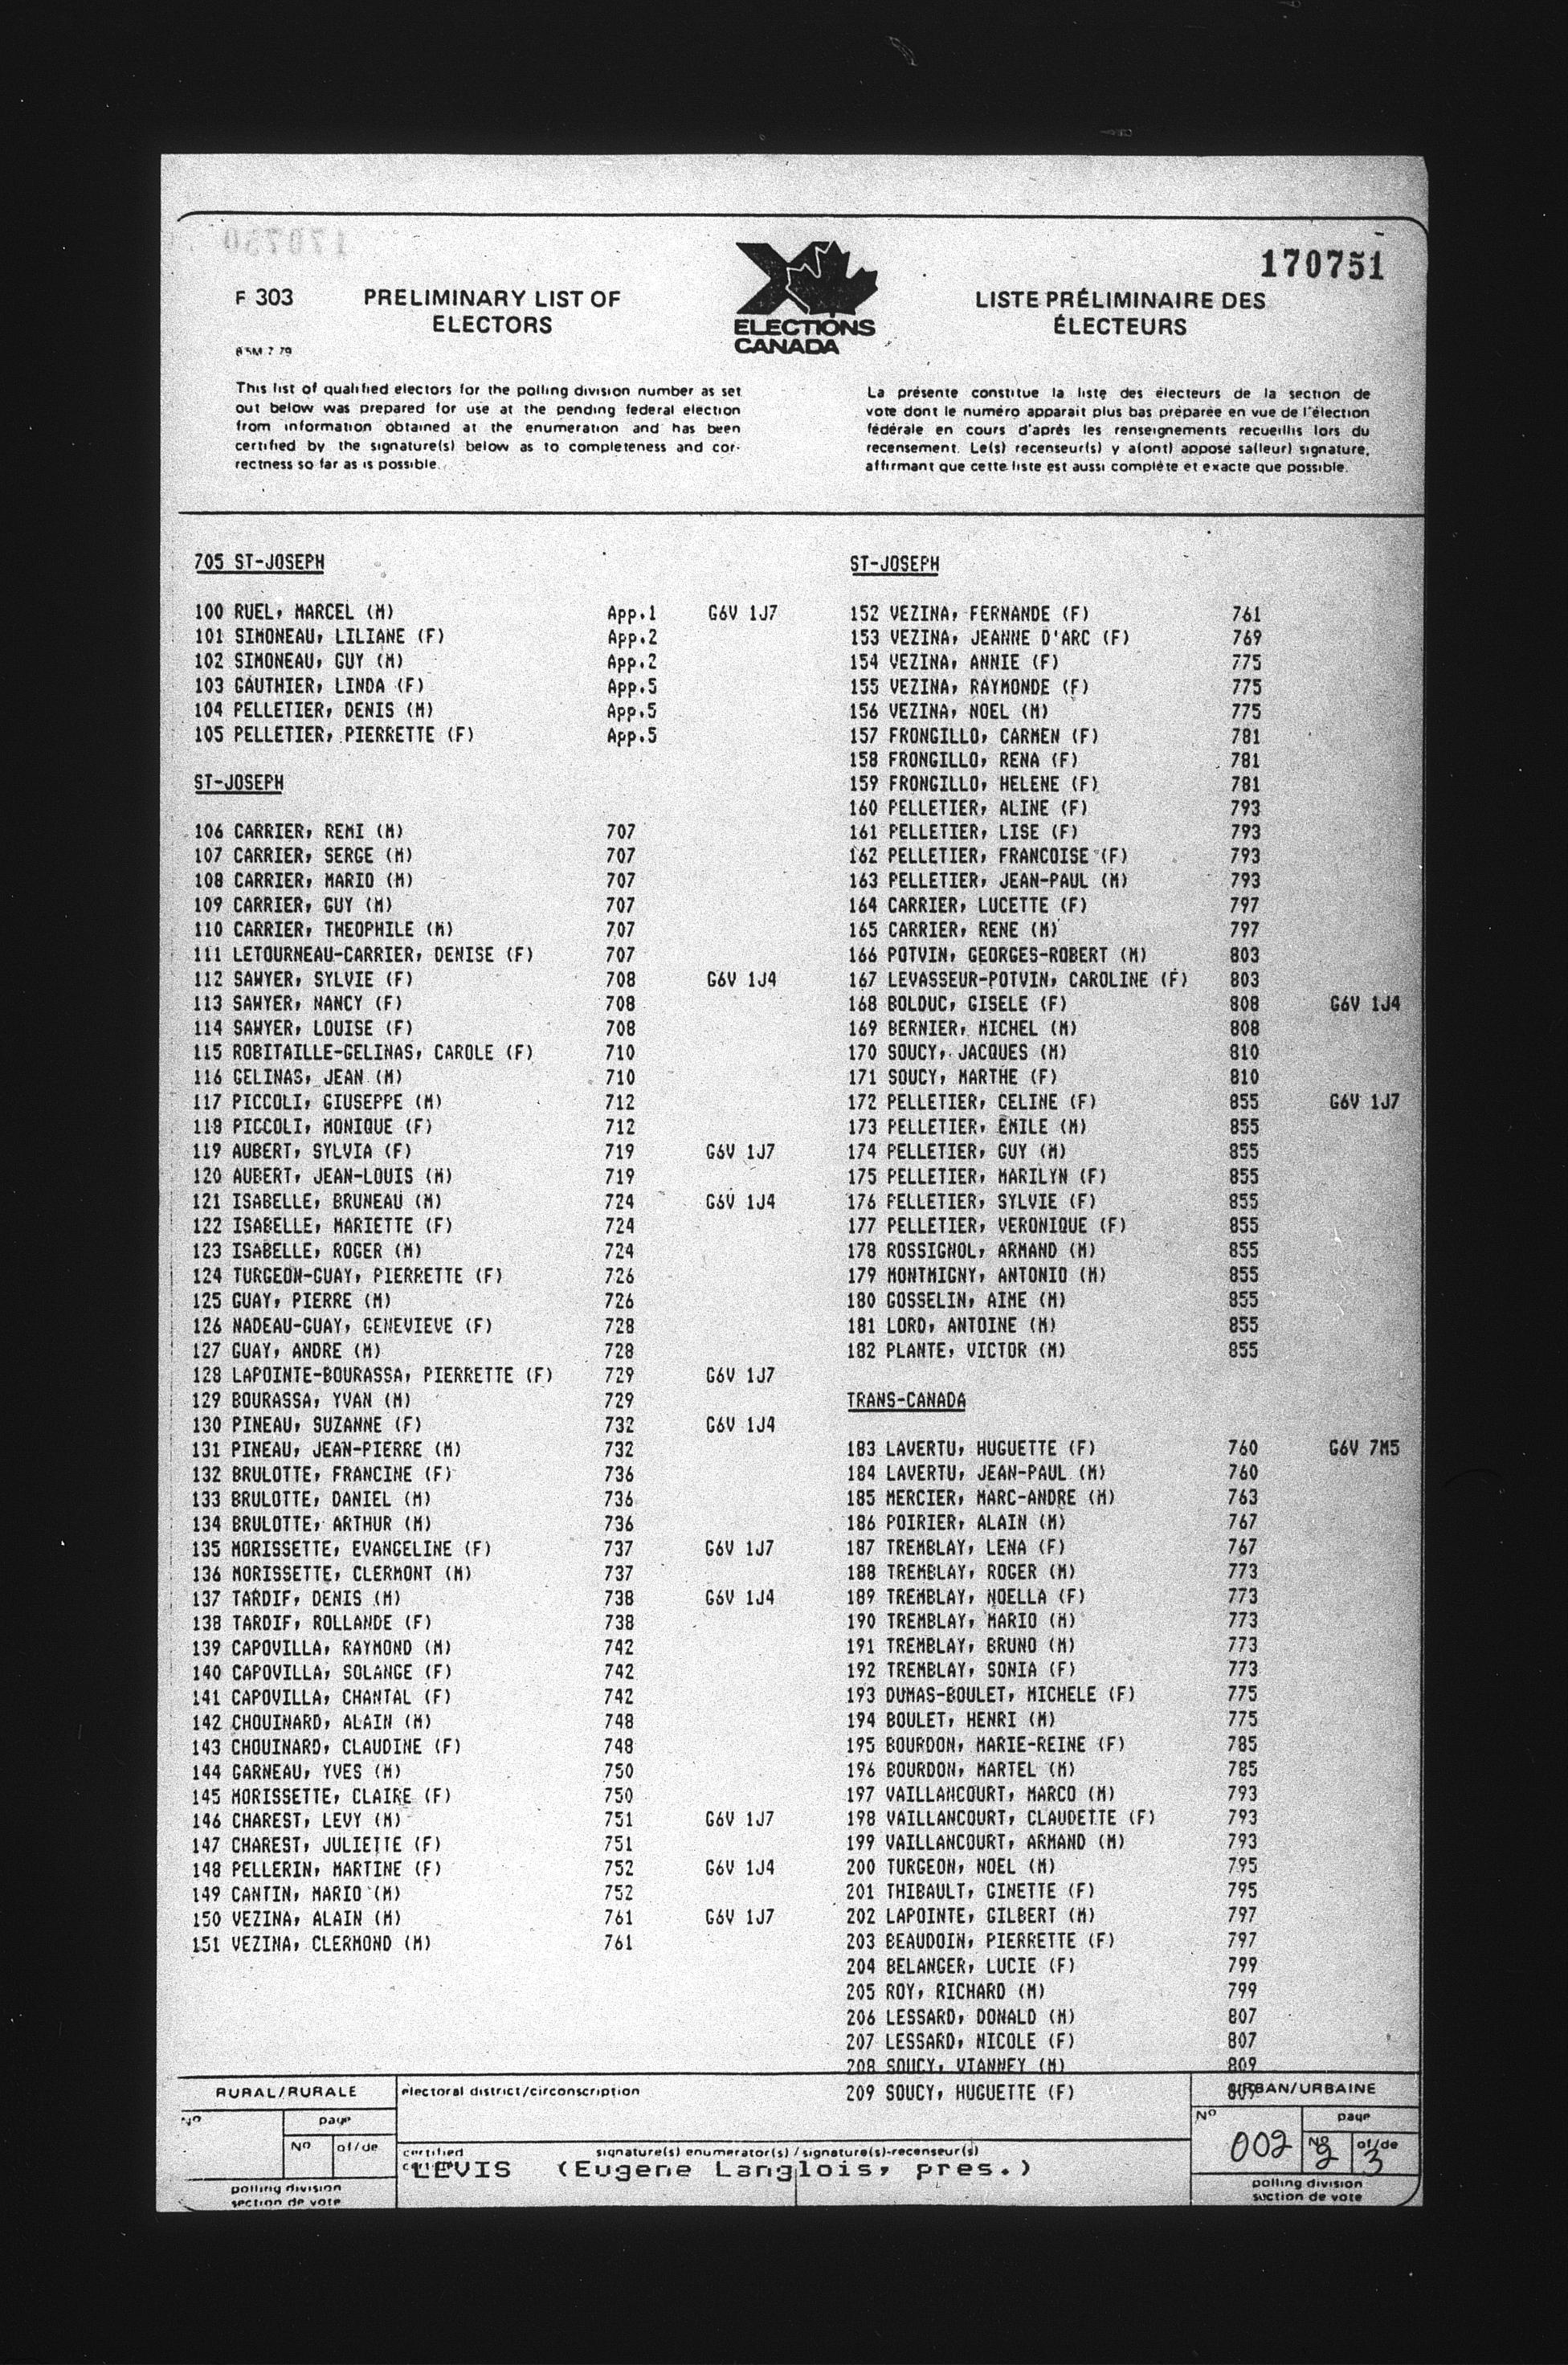 170751
F 303
PRELIMINARY LIST OF
ELECTORS
ELECTIONS
CANADA
LISTE PRÉLIMINAIRE DES
ÉLECTEURS
This list of qualified electors for the polling division number as set
out below was prepared for use at the pending federal election
from information obtained at the enumeration and has been
certified by the signature(s) below as to completeness and cor-
rectness so far as is possible.
La présente constitue la liste des électeurs de la section de
vote dont le numéro apparait plus bas préparée en vue de l'élection
fédérale en cours d'après les renseignements recueillis lors du
recensement. Le(s) recenseur(s) y a(ont) apposé sa(leur) signature,
affirmant que cette liste est aussi complète et exacte que possible.
705 ST-JOSEPH
100 RUEL, MARCEL (M) App.1 G6V 1J7
101 SIMONEAU, LILIANE (F) App.2
102 SIMONEAU, GUY (M) App.2
103 GAUTHIER, LINDA (F) App.5
104 PELLETIER, DENIS (M) App.5
105 PELLETIER, PIERRETTE (F) App.5
ST-JOSEPH
106 CARRIER, REMI (M) 707
107 CARRIER, SERGE (M) 707
108 CARRIER, MARIO (M) 707
109 CARRIER, GUY (M) 707
110 CARRIER, THEOPHILE (M) 707
111 LETOURNEAU-CARRIER, DENISE (F) 707
112 SAWYER, SYLVIE (F) 708 G6V 1J4
113 SAWYER, NANCY (F) 708
114 SAWYER, LOUISE (F) 708
115 ROBITAILLE-GELINAS, CAROLE (F) 710
116 GELINAS, JEAN (M) 710
117 PICCOLI, GIUSEPPE (M) 712
118 PICCOLI, MONIQUE (F) 712
119 AUBERT, SYLVIA (F) 719 G6V 1J7
120 AUBERT, JEAN-LOUIS (M) 719
121 ISABELLE, BRUNEAU (M) 724 G6V 1J4
122 ISABELLE, MARIETTE (F) 724
123 ISABELLE, ROGER (M) 724
124 TURGEON-GUAY, PIERRETTE (F) 726
125 GUAY, PIERRE (M) 726
126 NADEAU-GUAY, GENEVIEVE (F) 728
127 GUAY, ANDRE (M) 728
128 LAPOINTE-BOURASSA, PIERRETTE (F) 729 G6V 1J7
129 BOURASSA, YVAN (M) 729
130 PINEAU, SUZANNE (F) 732 G6V 1J4
131 PINEAU, JEAN-PIERRE (M) 732
132 BRULOTTE, FRANCINE (F) 736
133 BRULOTTE, DANIEL (M) 736
134 BRULOTTE, ARTHUR (M) 736
135 MORISSETTE, EVANGELINE (F) 737 G6V 1J7
136 MORISSETTE, CLERMONT (M) 737
137 TARDIF, DENIS (M) 738 G6V 1J4
138 TARDIF, ROLLANDE (F) 738
139 CAPOVILLA, RAYMOND (M) 742
140 CAPOVILLA, SOLANGE (F) 742
141 CAPOVILLA, CHANTAL (F) 742
142 CHOUINARD, ALAIN (M) 748
143 CHOUINARD, CLAUDINE (F) 748
144 GARNEAU, YVES (M) 750
145 MORISSETTE, CLAIRE (F) 750
146 CHAREST, LEVY (M) 751 G6V 1J7
147 CHAREST, JULIETTE (F) 751
148 PELLERIN, MARTINE (F) 752 G6V 1J4
149 CANTIN, MARIO (M) 752
150 VEZINA, ALAIN (M) 761 G6V 1J7
151 VEZINA, CLERMOND (M) 761
ST-JOSEPH
152 VEZINA, FERNANDE (F) 761
153 VEZINA, JEANNE D'ARC (F) 769
154 VEZINA, ANNIE (F) 775
155 VEZINA, RAYMONDE (F) 775
156 VEZINA, NOEL (M) 775
157 FRONGILLO, CARMEN (F) 781
158 FRONGILLO, RENA (F) 781
159 FRONGILLO, HELENE (F) 781
160 PELLETIER, ALINE (F) 793
161 PELLETIER, LISE (F) 793
162 PELLETIER, FRANCOISE (F) 793
163 PELLETIER, JEAN-PAUL (M) 793
164 CARRIER, LUCETTE (F) 797
165 CARRIER, RENE (M) 797
166 POTVIN, GEORGES-ROBERT (M) 803
167 LEVASSEUR-POTVIN, CAROLINE (F) 803
168 BOLDUC, GISELE (F) 808 G6V 1J4
169 BERNIER, MICHEL (M) 808
170 SOUCY, JACQUES (M) 810
171 SOUCY, MARTHE (F) 810
172 PELLETIER, CELINE (F) 855 G6V 1J7
173 PELLETIER, EMILE (M) 855
174 PELLETIER, GUY (M) 855
175 PELLETIER, MARILYN (F) 855
176 PELLETIER, SYLVIE (F) 855
177 PELLETIER, VERONIQUE (F) 855
178 ROSSIGNOL, ARMAND (M) 855
179 MONTMIGNY, ANTONIO (M) 855
180 GOSSELIN, AIME (M) 855
181 LORD, ANTOINE (M) 855
182 PLANTE, VICTOR (M) 855
TRANS-CANADA
183 LAVERTU, HUGUETTE (F) 760 G6V 7M5
184 LAVERTU, JEAN-PAUL (M) 760
185 MERCIER, MARC-ANDRE (M) 763
186 POIRIER, ALAIN (M) 767
187 TREMBLAY, LENA (F) 767
188 TREMBLAY, ROGER (M) 773
189 TREMBLAY, NOELLA (F) 773
190 TREMBLAY, MARIO (M) 773
191 TREMBLAY, BRUNO (M) 773
192 TREMBLAY, SONIA (F) 773
193 DUMAS-BOULET, MICHELE (F) 775
194 BOULET, HENRI (M) 775
195 BOURDON, MARIE-REINE (F) 785
196 BOURDON, MARTEL (M) 785
197 VAILLANCOURT, MARCO (M) 793
198 VAILLANCOURT, CLAUDETTE (F) 793
199 VAILLANCOURT, ARMAND (M) 793
200 TURGEON, NOEL (M) 795
201 THIBAULT, GINETTE (F) 795
202 LAPOINTE, GILBERT (M) 797
203 BEAUDOIN, PIERRETTE (F) 797
204 BELANGER, LUCIE (F) 799
205 ROY, RICHARD (M) 799
206 LESSARD, DONALD (M) 807
207 LESSARD, NICOLE (F) 807
208 SOUCY, VIANNEY (M) 809
209 SOUCY, HUGUETTE (F) 809
RURAL/RURALE
No
page
No of/de
polling division
section de vote
electoral district/circonscription
certified
signature(s) enumerator(s) / signature(s)-recenseur(s)
LEVIS (Eugene Langlois, pres.)
URBAN/URBAINE
No 002
page
No 2 of/de 3
polling division
section de vote